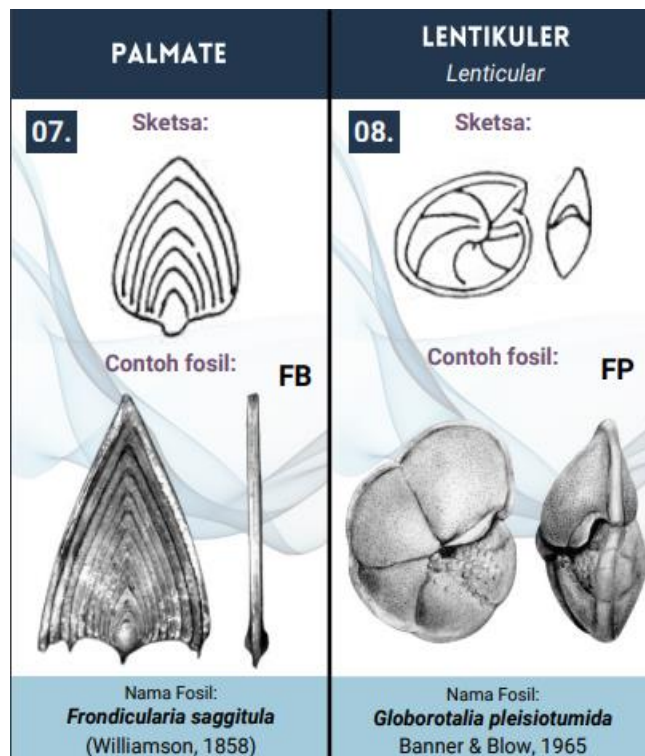 PALMATE
07.
Sketsa:
Contoh fosil:
FB
Nama Fosil:
Frondicularia saggitula
(Williamson, 1858)
LENTIKULER
Lenticular
08.
Sketsa:
Contoh fosil:
FP
Nama Fosil:
Globorotalia pleisiotumida
Banner & Blow, 1965